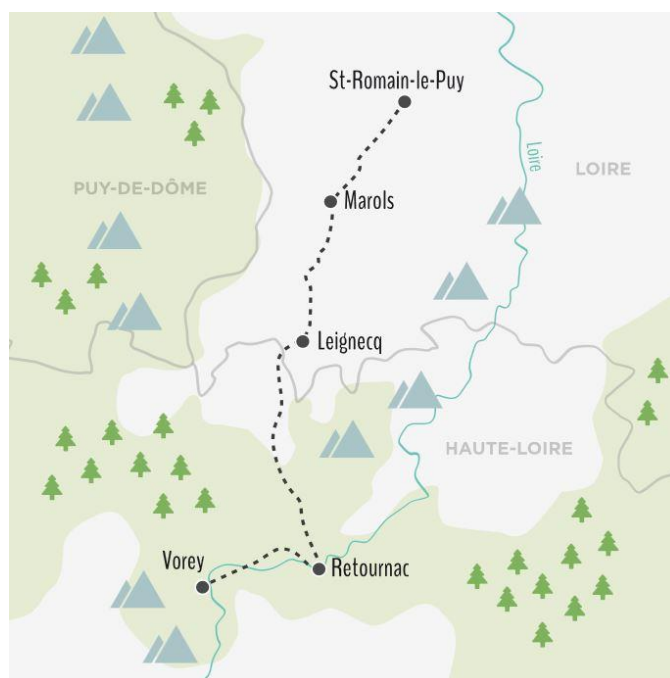 St-Romain-le-Puy
Loire
LOIRE
PUY-DE-DÔME
Marols
Leignecq
HAUTE-LOIRE
Vorey
Retournac